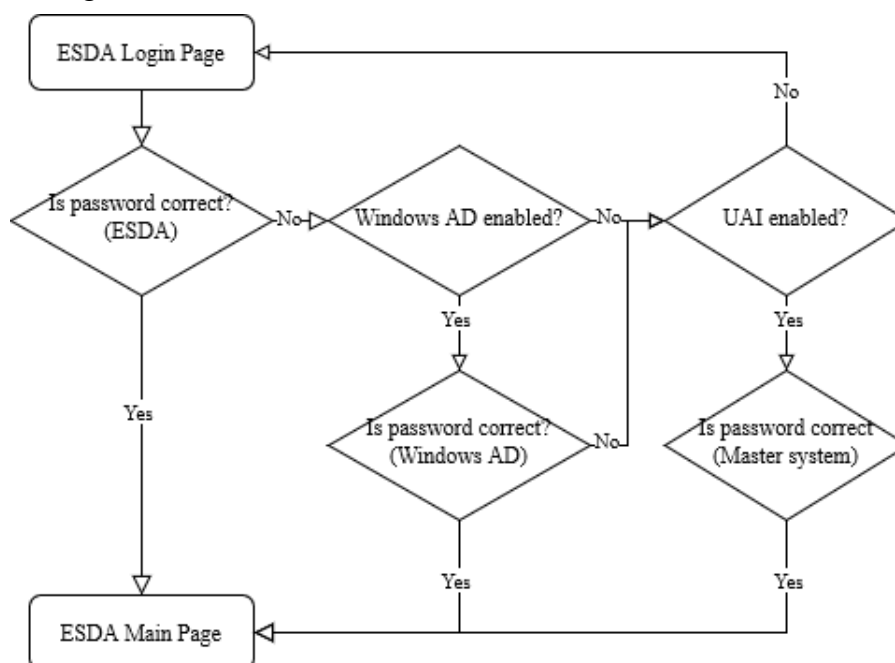 ESDA Login Page
No
Is password correct?
(ESDA)
No
Windows AD enabled?
No
UAI enabled?
Yes
Yes
Yes
Is password correct?
(Windows AD)
No
Is password correct
(Master system)
Yes
Yes
ESDA Main Page